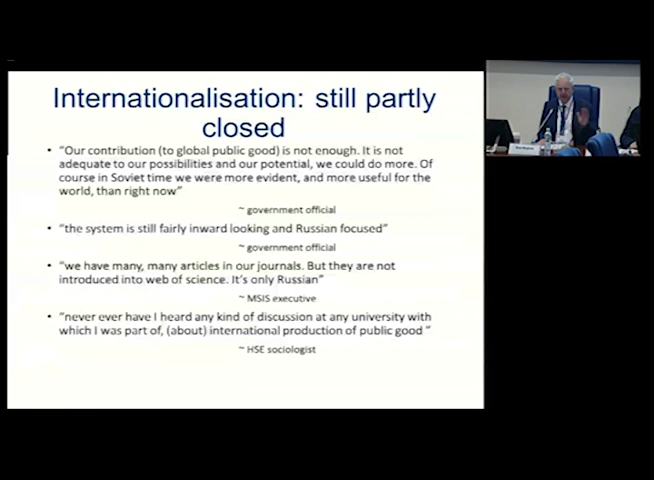 Internationalisation: still partly
closed
• “Our contribution (to global public good) is not enough. It is not
adequate to our possibilities and our potential, we could do more. Of
course in Soviet time we were more evident, and more useful for the
world, than right now”
~ government official
• “the system is still fairly inward looking and Russian focused”
~ government official
• “we have many, many articles in our journals. But they are not
introduced into web of science. It’s only Russian”
~ MSIS executive
• “never ever have I heard any kind of discussion at any university with
which I was part of, (about) international production of public good ”
~ HSE sociologist